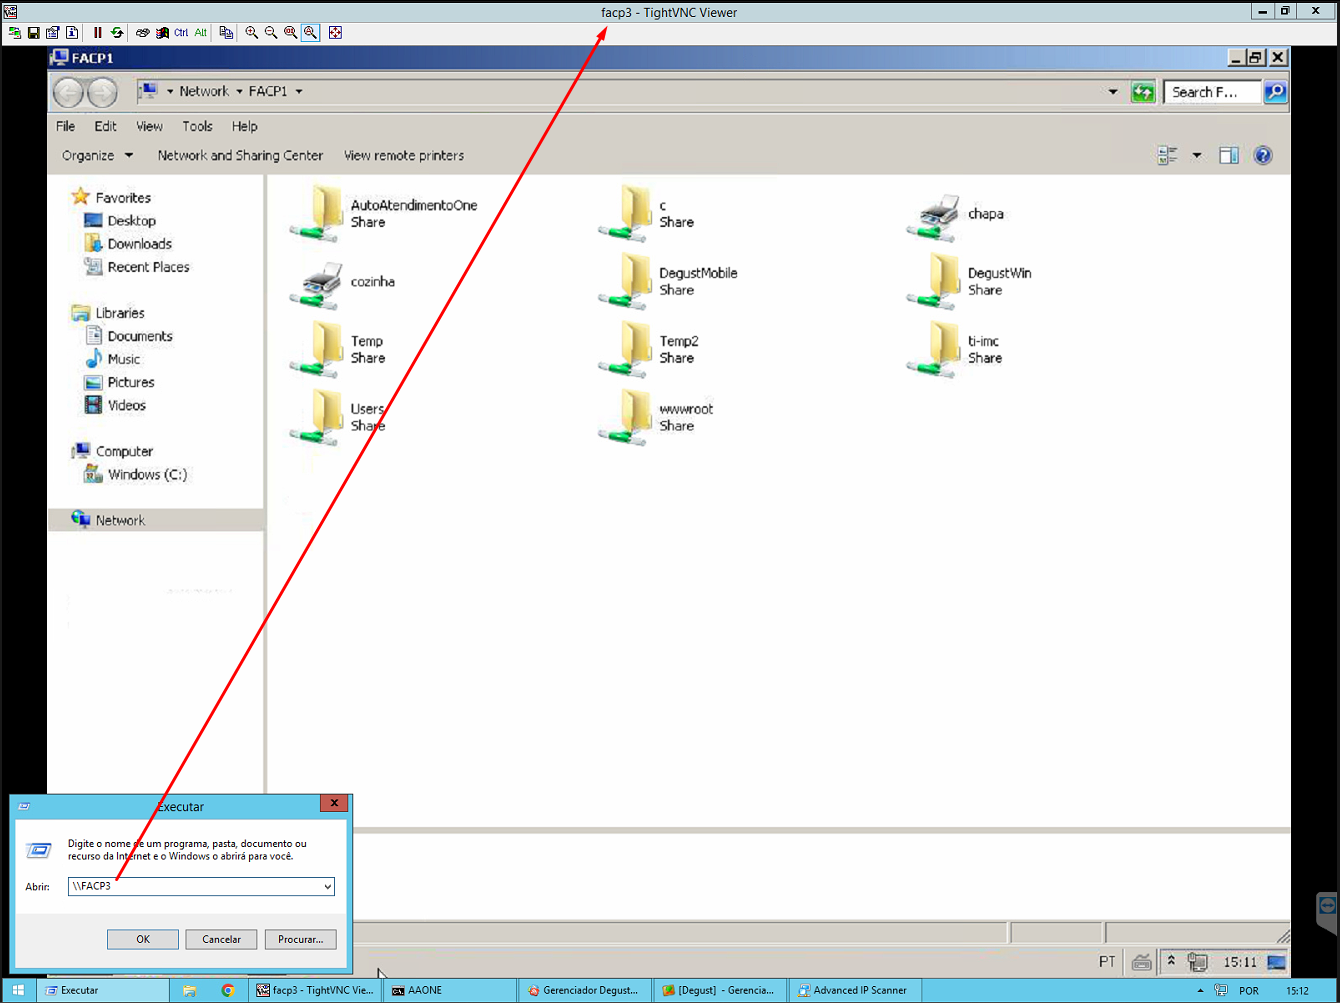 facp3 - TightVNC Viewer
Ctrl Alt
FACP1
Network FACP1
Search F...
File Edit View Tools Help
Organize Network and Sharing Center View remote printers
Favorites
Desktop
Downloads
Recent Places
Libraries
Documents
Music
Pictures
Videos
Computer
Windows (C:)
Network
AutoAtendimentoOne
Share
c
Share
chapa
cozinha
DegustMobile
Share
DegustWin
Share
Temp
Share
Temp2
Share
ti-imc
Share
Users
Share
wwwroot
Share
Executar
Digite o nome de um programa, pasta, documento ou
recurso da Internet e o Windows o abrirá para você.
Abrir: \\FACP3
OK Cancelar Procurar...
PT 15:11
Executar facp3 - TightVNC Vie... AAONE Gerenciador Degust... [Degust] - Gerencia... Advanced IP Scanner POR 15:12